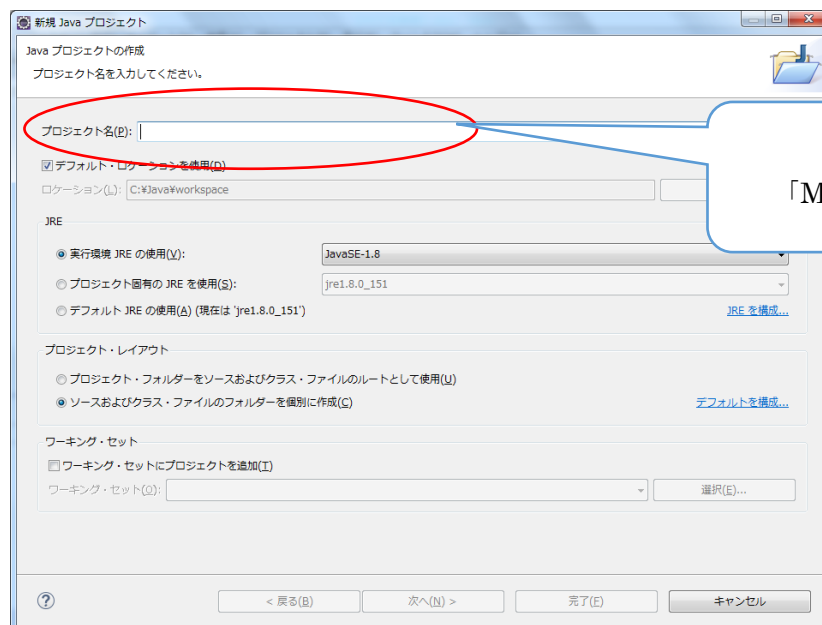 新規 Java プロジェクト
Java プロジェクトの作成
プロジェクト名を入力してください。
プロジェクト名(P):
デフォルト・ロケーションを使用(D)
ロケーション(L): C:¥Java¥workspace
「M
JRE
実行環境 JRE の使用(V): JavaSE-1.8
プロジェクト固有の JRE を使用(S): jre1.8.0_151
デフォルト JRE の使用(A) (現在は 'jre1.8.0_151') JRE を構成...
プロジェクト・レイアウト
プロジェクト・フォルダーをソースおよびクラス・ファイルのルートとして使用(U)
ソースおよびクラス・ファイルのフォルダーを個別に作成(C) デフォルトを構成...
ワーキング・セット
ワーキング・セットにプロジェクトを追加(T)
ワーキング・セット(O): 選択(E)...
< 戻る(B) 次へ(N) > 完了(F) キャンセル